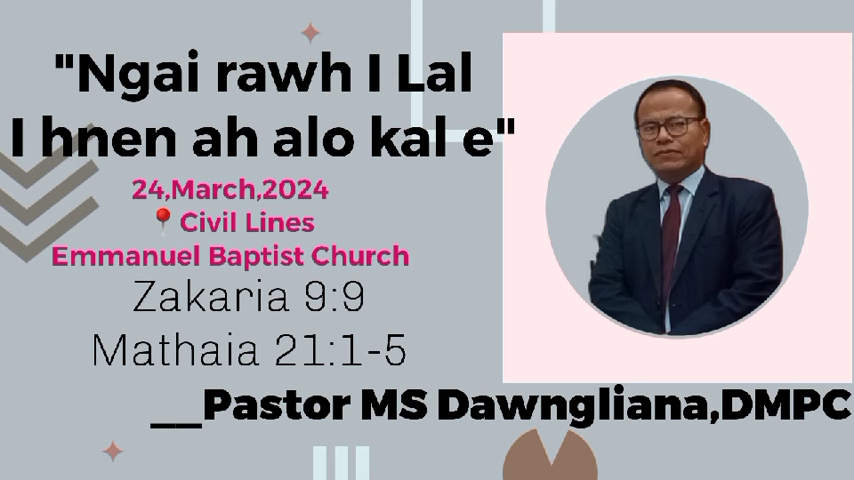 "Ngai rawh I Lal
I hnen ah alo kal e"
24,March,2024
📍Civil Lines
Emmanuel Baptist Church
Zakaria 9:9
Mathaia 21:1-5
__Pastor MS Dawngliana,DMPC